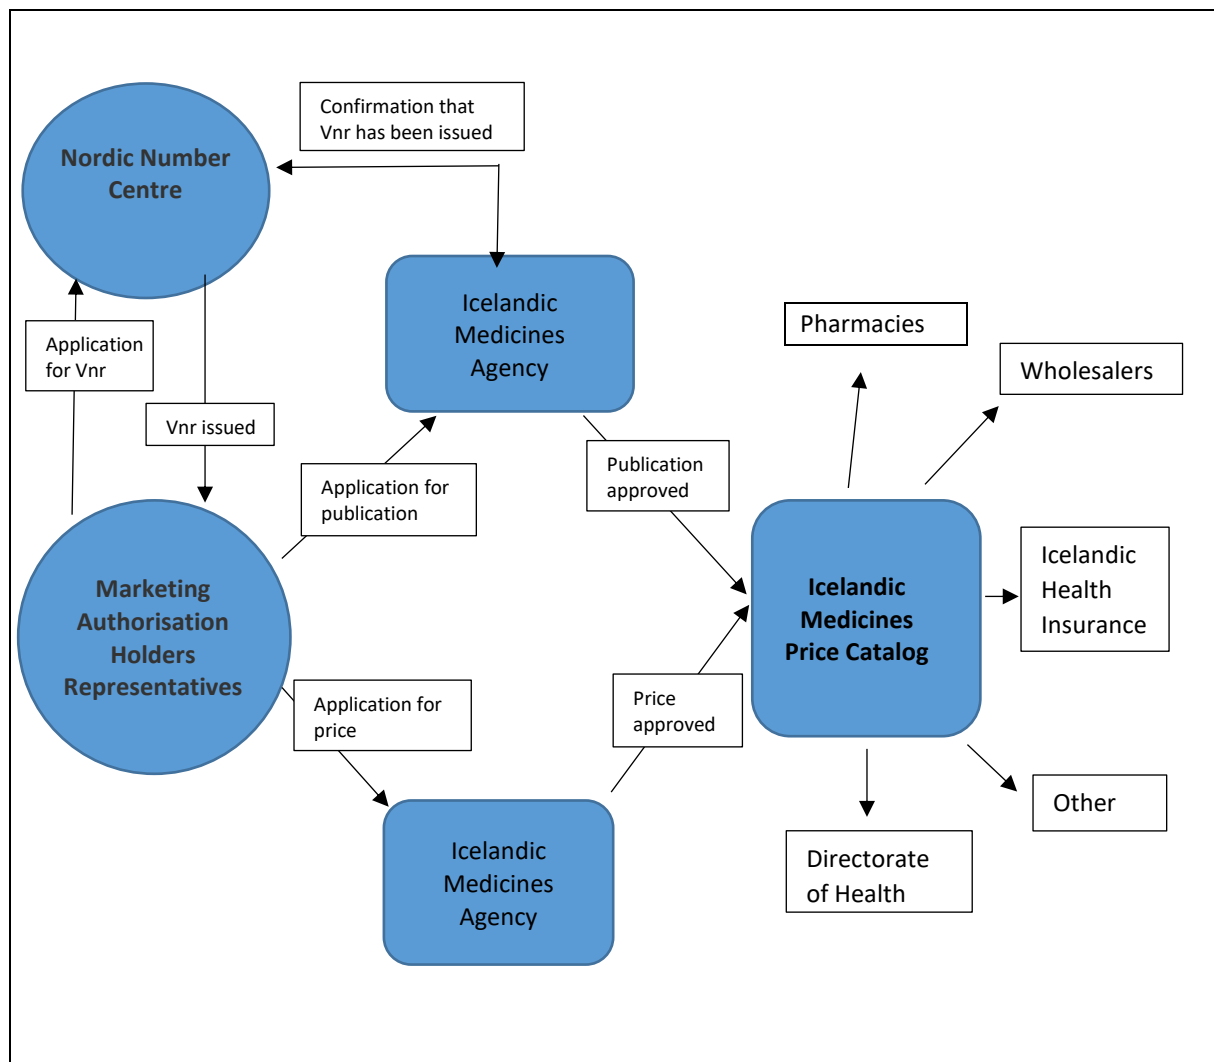 Confirmation that
Vnr has been issued
Nordic Number
Centre
Icelandic
Medicines
Agency
Application
for Vnr
Vnr issued
Pharmacies
Wholesalers
Application for
publication
Publication
approved
Marketing
Authorisation
Holders
Representatives
Icelandic
Medicines
Price Catalog
Icelandic
Health
Insurance
Application for
price
Price
approved
Icelandic
Medicines
Agency
Other
Directorate
of Health